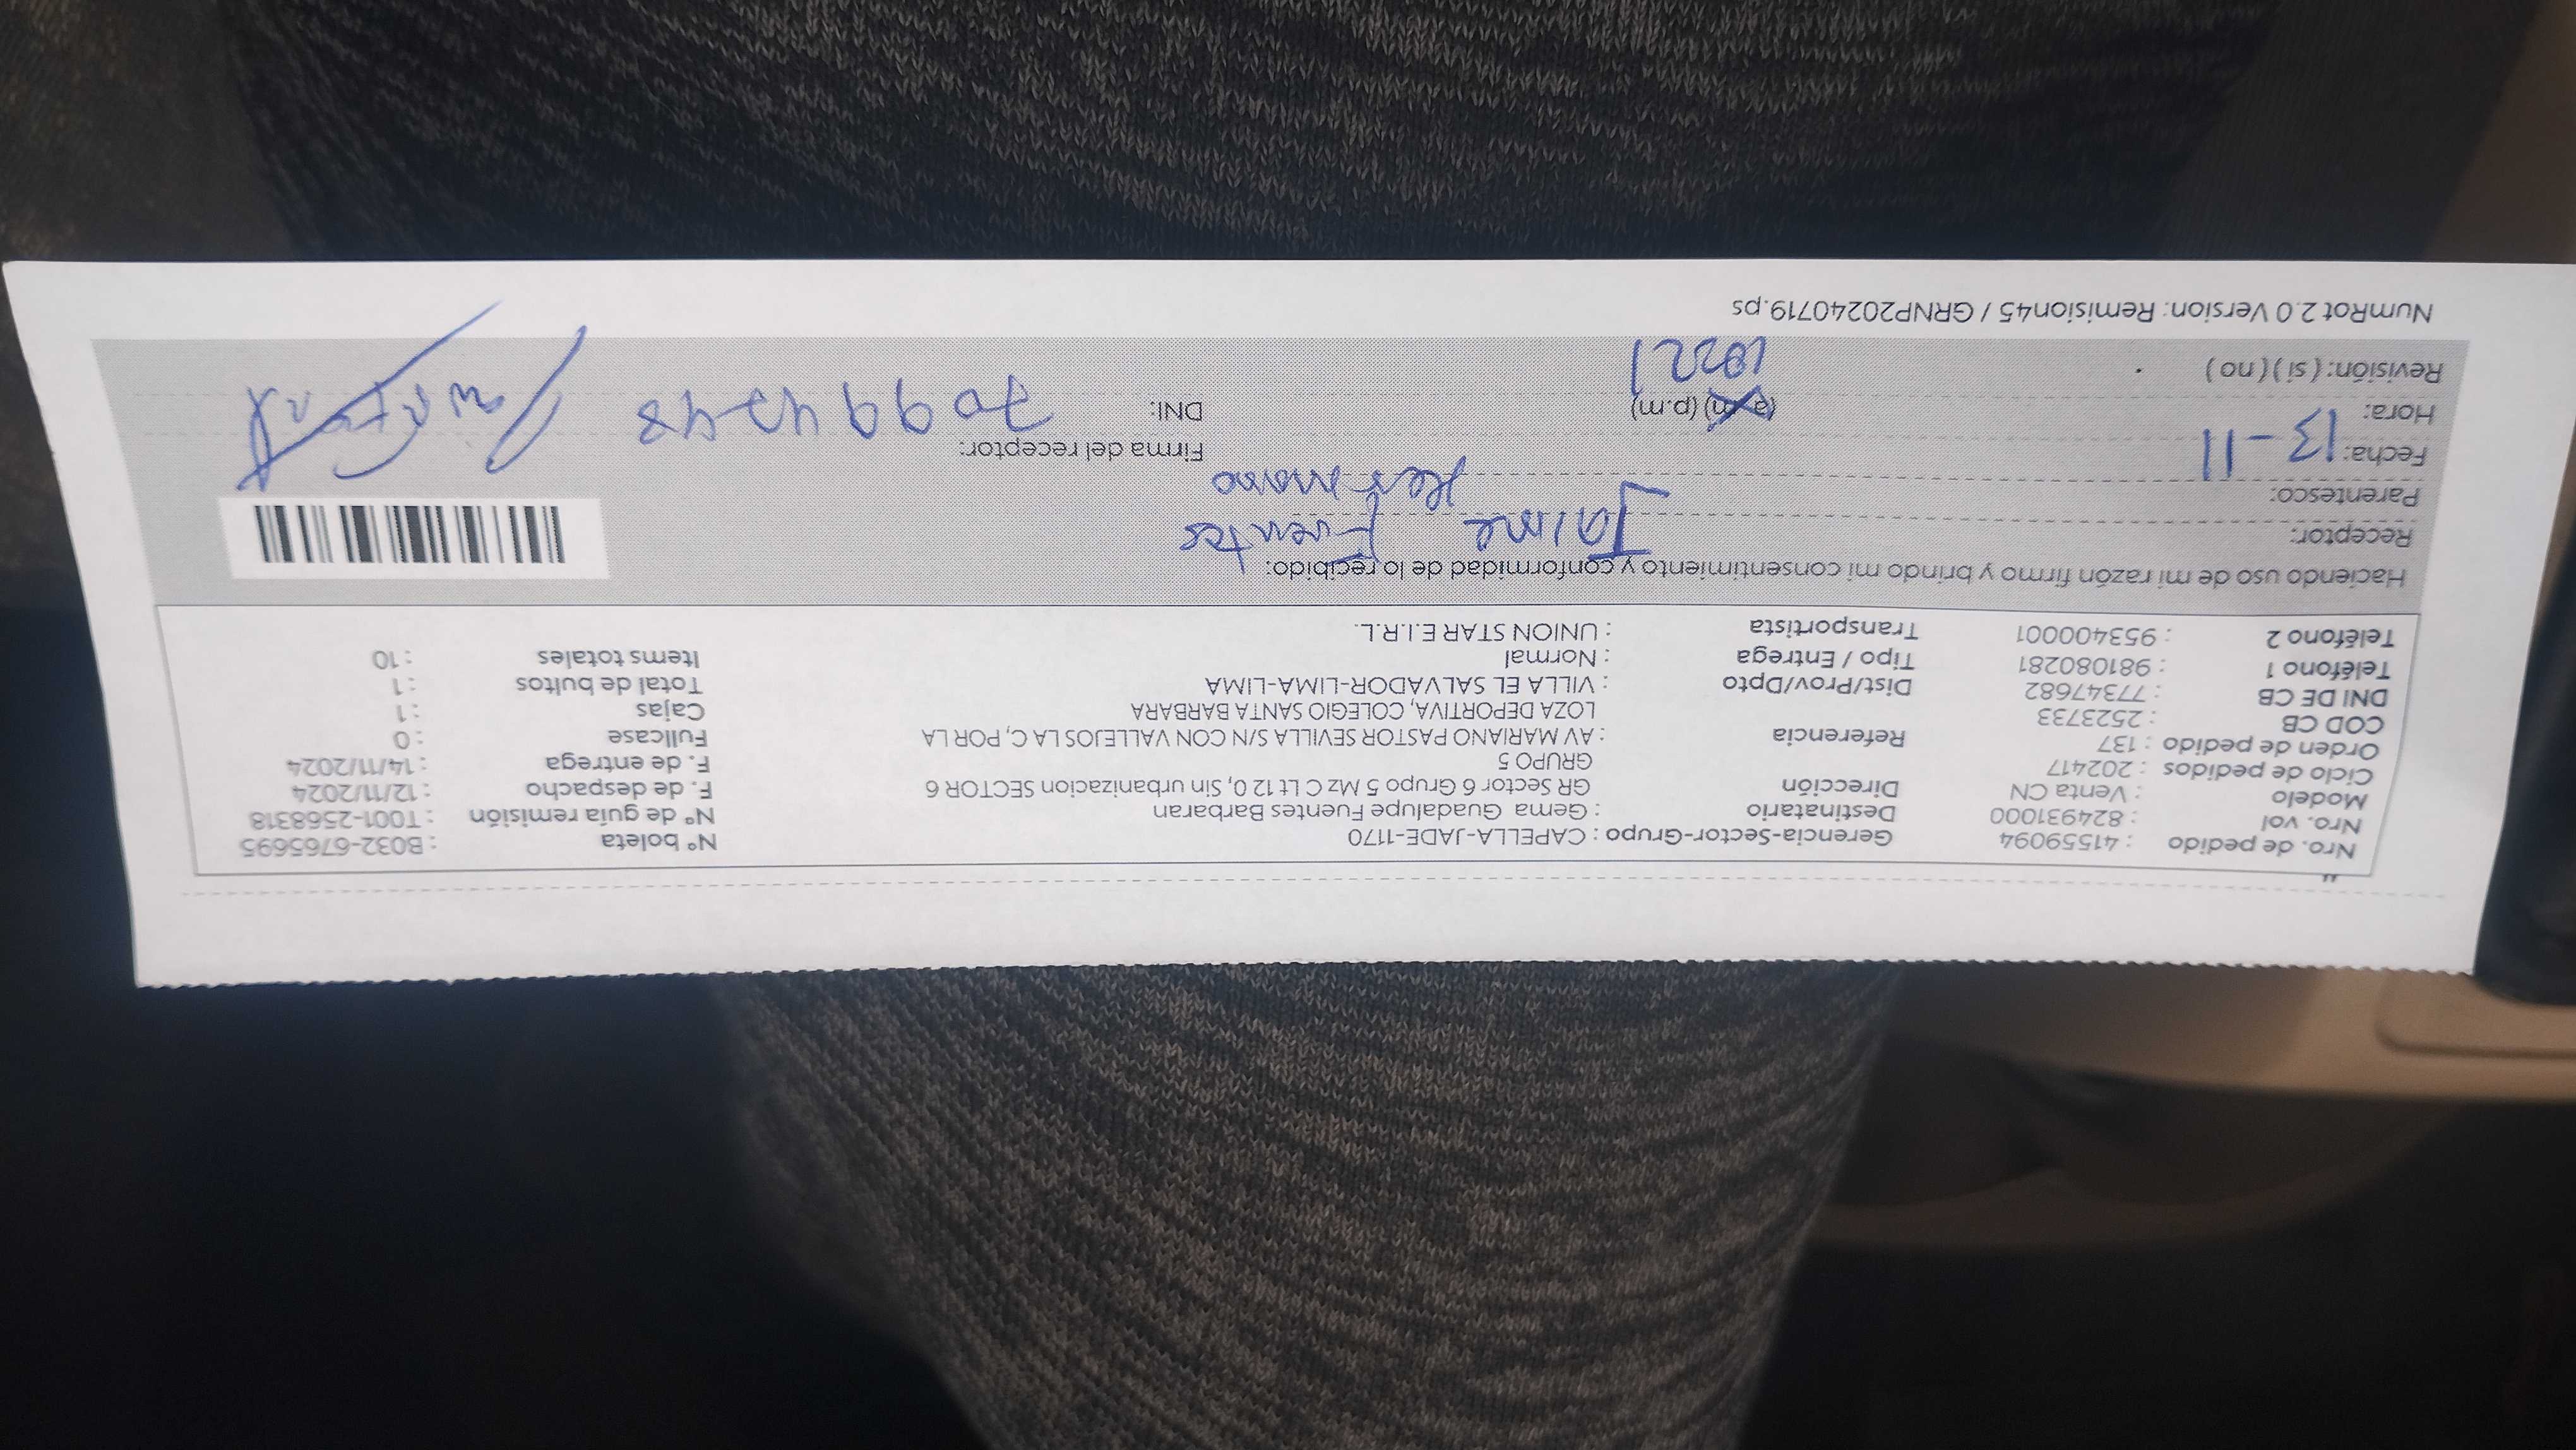 Nro. de pedido : 41559094 Gerencia-Sector-Grupo : CAPELLA-JADE-1170 N° boleta : B032-6765695
Nro. vol : 824931000 Destinatario : Gema Guadalupe Fuentes Barbaran N° de guía remisión : T001-2568318
Modelo : Venta CN Dirección GR Sector 6 Grupo 5 Mz C Lt 12 0, Sin urbanizacion SECTOR 6 F. de despacho : 12/11/2024
Ciclo de pedidos : 202417 GRUPO 5 F. de entrega : 14/11/2024
Orden de pedido : 137 Referencia : AV MARIANO PASTOR SEVILLA S/N CON VALLEJOS LA C, POR LA Fullcase : 0
COD CB : 2523733 LOZA DEPORTIVA, COLEGIO SANTA BARBARA Cajas : 1
DNI DE CB : 77347682 Dist/Prov/Dpto : VILLA EL SALVADOR-LIMA-LIMA Total de bultos : 1
Teléfono 1 : 981080281 Tipo / Entrega : Normal Items totales : 10
Teléfono 2 : 953400001 Transportista : UNION STAR E.I.R.L.
Haciendo uso de mi razón firmo y brindo mi consentimiento y conformidad de lo recibido:
Receptor: Jaime Fuentes
Parentesco: Hermano
Fecha: 13-11 Firma del receptor:
Hora: (a.m) (p.m) DNI: 70994548
Revisión: (si) (no)
NumRot 2.0 Version: Remision45 / GRNP20240719.ps